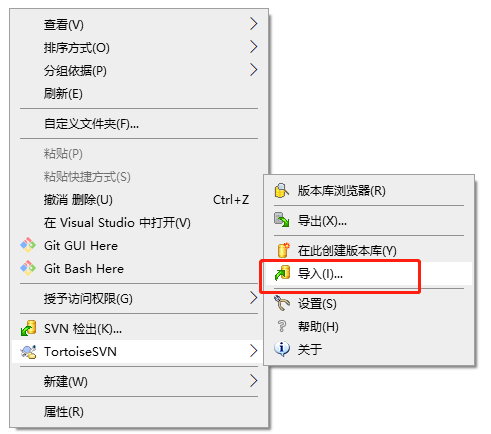 查看(V)
排序方式(O)
分组依据(P)
刷新(E)
自定义文件夹(F)...
粘贴(P)
粘贴快捷方式(S)
撤消 删除(U) Ctrl+Z
在 Visual Studio 中打开(V)
Git GUI Here
Git Bash Here
授予访问权限(G)
SVN 检出(K)...
TortoiseSVN
新建(W)
属性(R)
版本库浏览器(R)
导出(X)...
在此创建版本库(Y)
导入(I)...
设置(S)
帮助(H)
关于